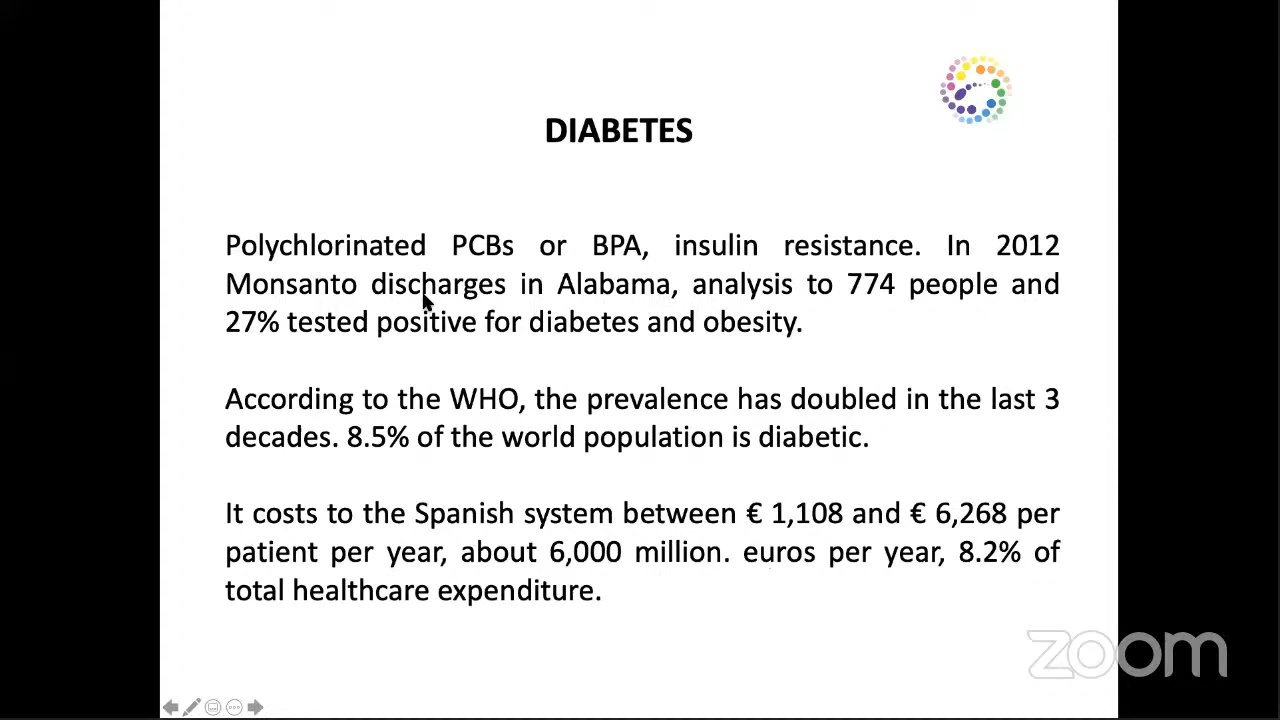 DIABETES
Polychlorinated PCBs or BPA, insulin resistance. In 2012
Monsanto discharges in Alabama, analysis to 774 people and
27% tested positive for diabetes and obesity.
According to the WHO, the prevalence has doubled in the last 3
decades. 8.5% of the world population is diabetic.
It costs to the Spanish system between € 1,108 and € 6,268 per
patient per year, about 6,000 million. euros per year, 8.2% of
total healthcare expenditure.
zoom